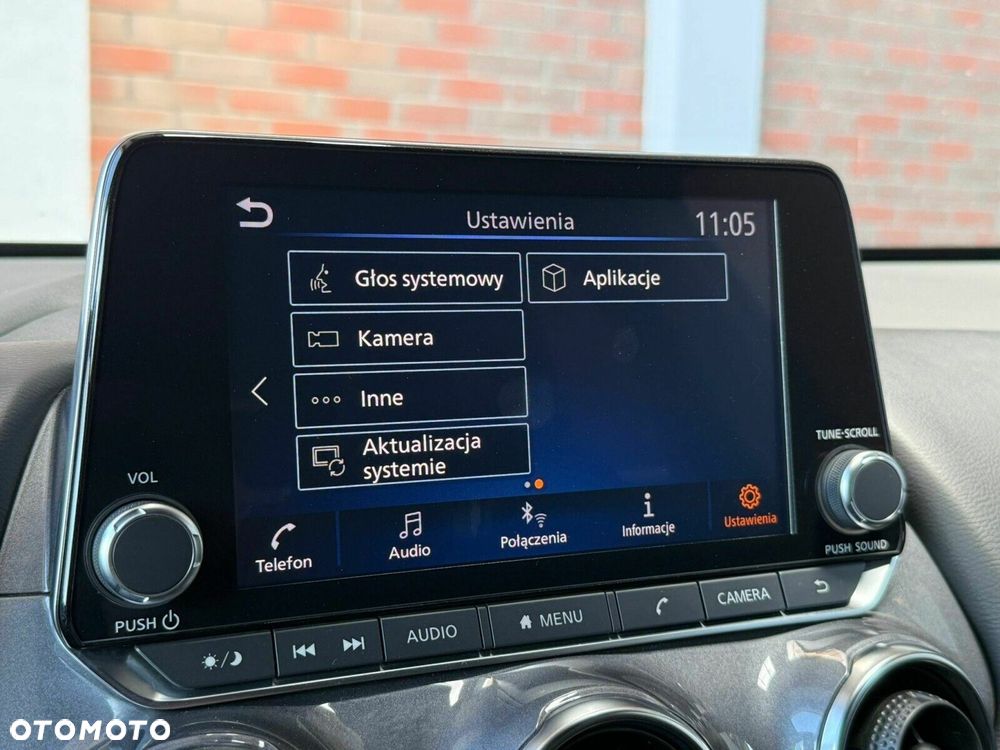 Ustawienia
11:05
Głos systemowy
Aplikacje
Kamera
Inne
Aktualizacja
systemie
Telefon
Audio
Połączenia
Informacje
Ustawienia
VOL
PUSH
TUNE·SCROLL
PUSH SOUND
AUDIO
MENU
CAMERA
OTOMOTO